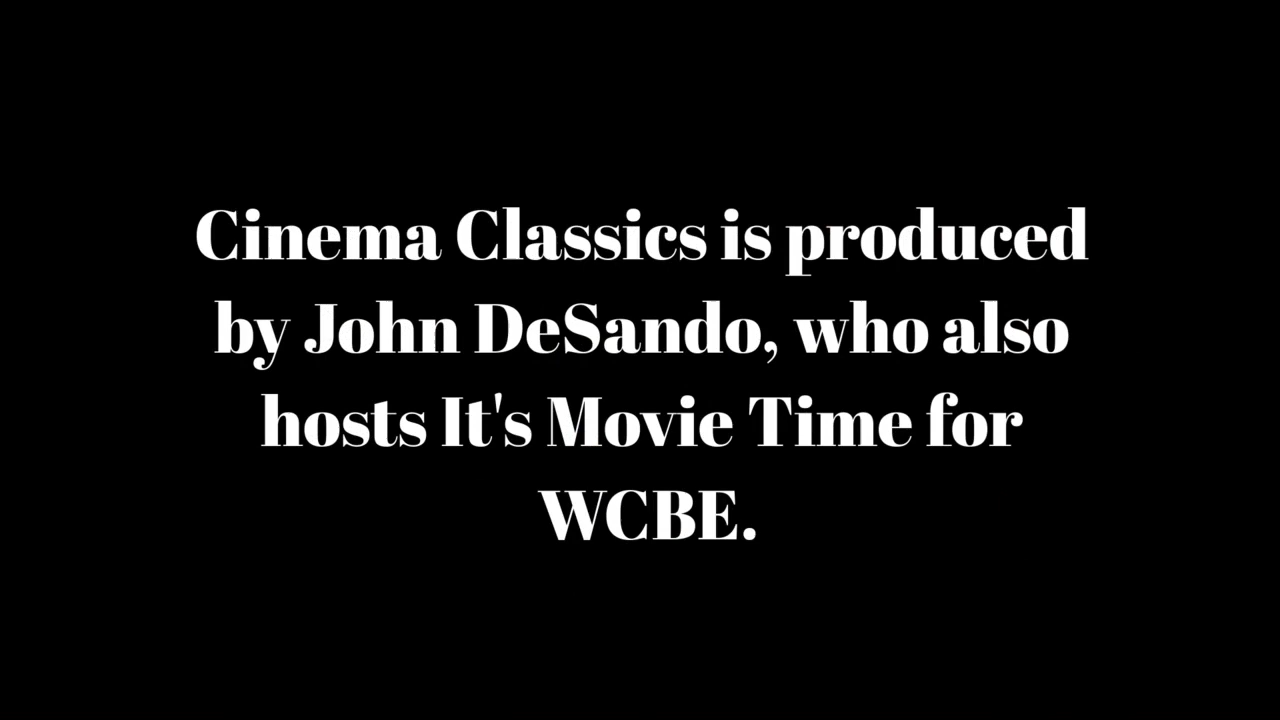 Cinema Classics is produced
by John DeSando, who also
hosts It's Movie Time for
WCBE.